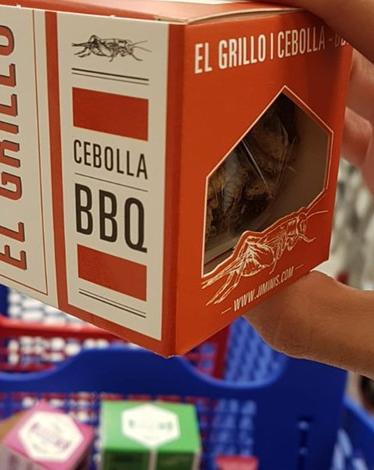 EL GRILLO
CEBOLLA
BBQ
EL GRILLO | CEBOLLA -
WWW.JIMINIS.COM